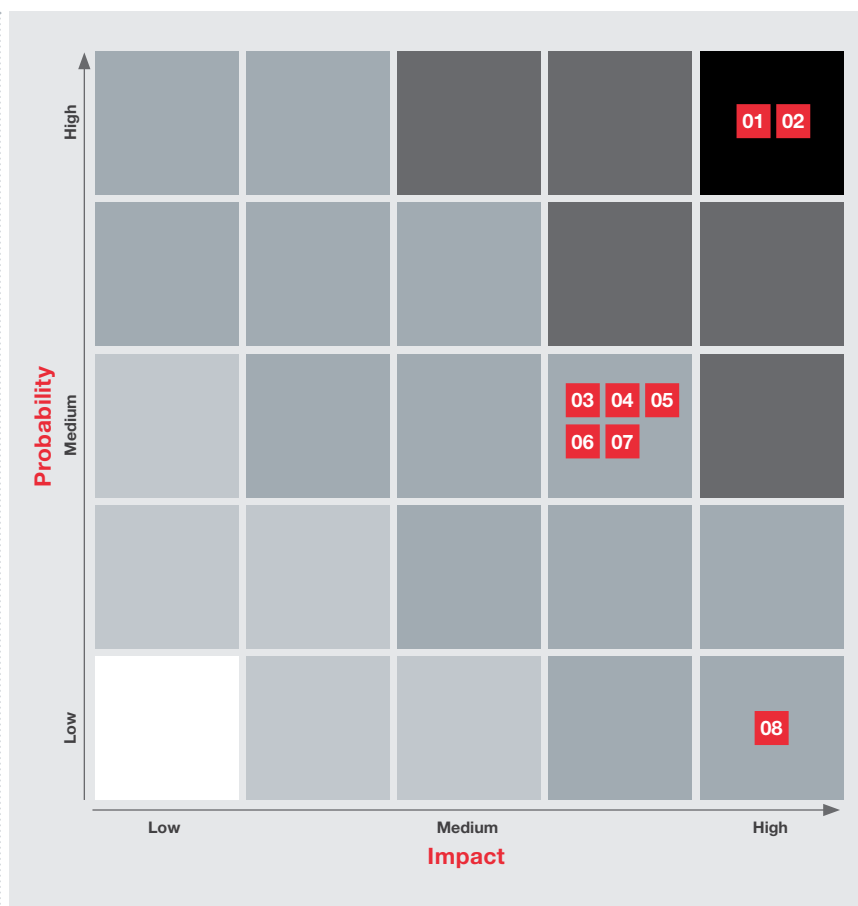 High
01 02
Probability
Medium
03 04 05
06 07
Low
08
Low Medium High
Impact